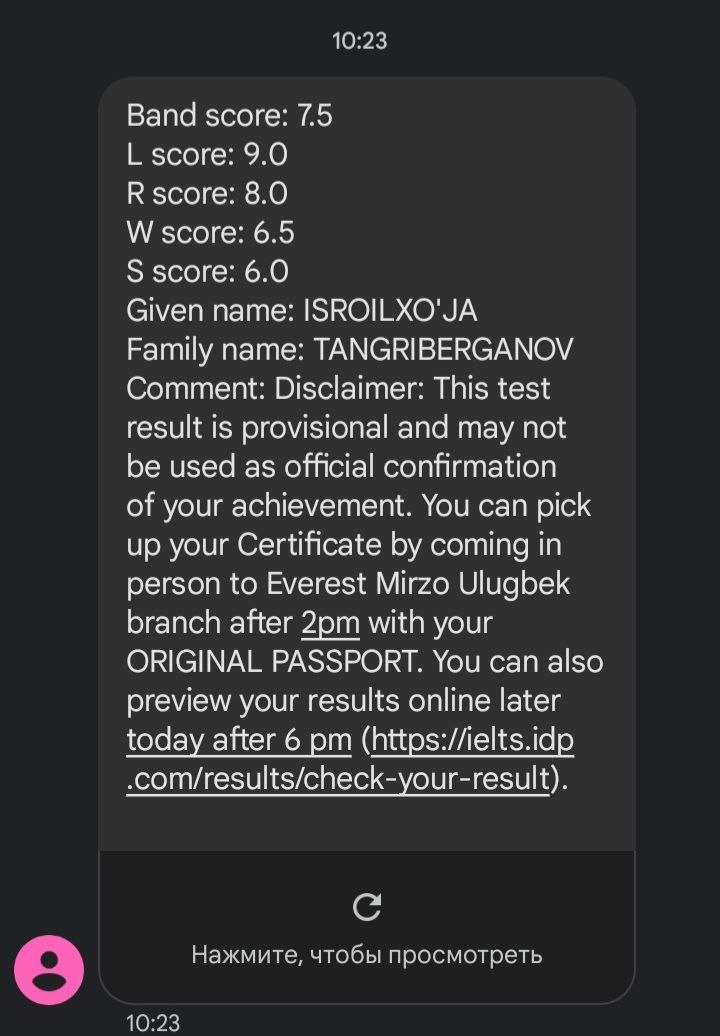 10:23
Band score: 7.5
L score: 9.0
R score: 8.0
W score: 6.5
S score: 6.0
Given name: ISROILXO'JA
Family name: TANGRIBERGANOV
Comment: Disclaimer: This test
result is provisional and may not
be used as official confirmation
of your achievement. You can pick
up your Certificate by coming in
person to Everest Mirzo Ulugbek
branch after 2pm with your
ORIGINAL PASSPORT. You can also
preview your results online later
today after 6 pm (https://ielts.idp
.com/results/check-your-result).
Нажмите, чтобы просмотреть
10:23